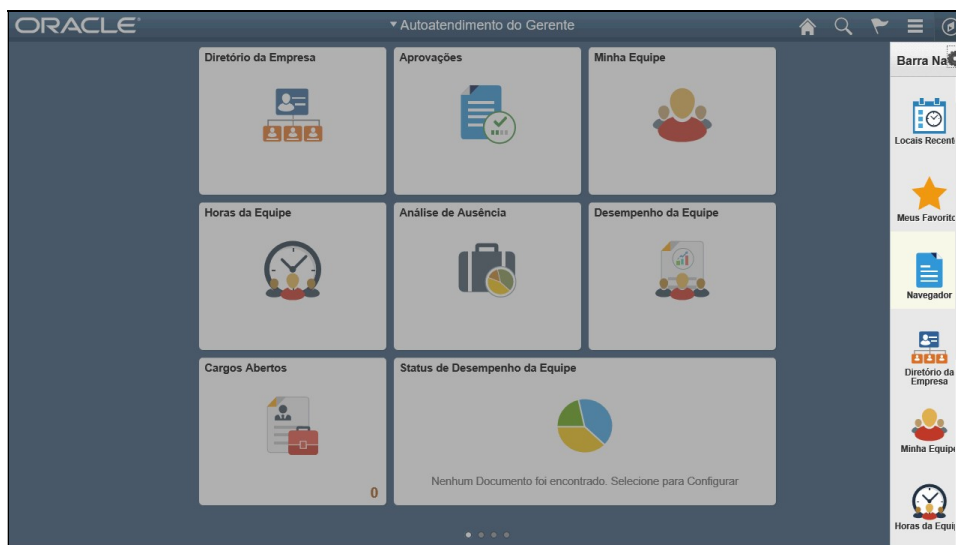 ORACLE
Autoatendimento do Gerente
Diretório da Empresa
Aprovações
Minha Equipe
Horas da Equipe
Análise de Ausência
Desempenho da Equipe
Cargos Abertos
0
Status de Desempenho da Equipe
Nenhum Documento foi encontrado. Selecione para Configurar
Barra Na
Locais Recent
Meus Favorito
Navegador
Diretório da
Empresa
Minha Equipe
Horas da Equi